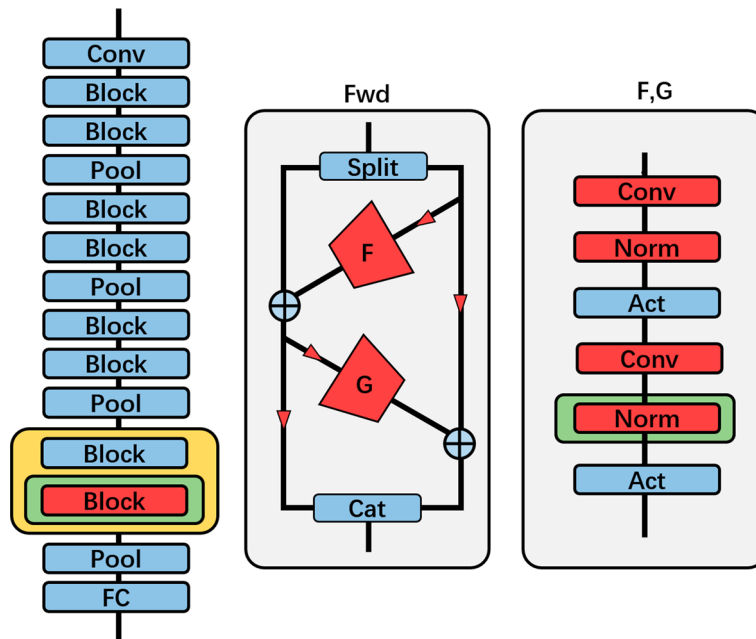 Conv
Block
Block
Pool
Block
Block
Pool
Block
Block
Pool
Block
Block
Pool
FC
Fwd
Split
F
G
Cat
F,G
Conv
Norm
Act
Conv
Norm
Act